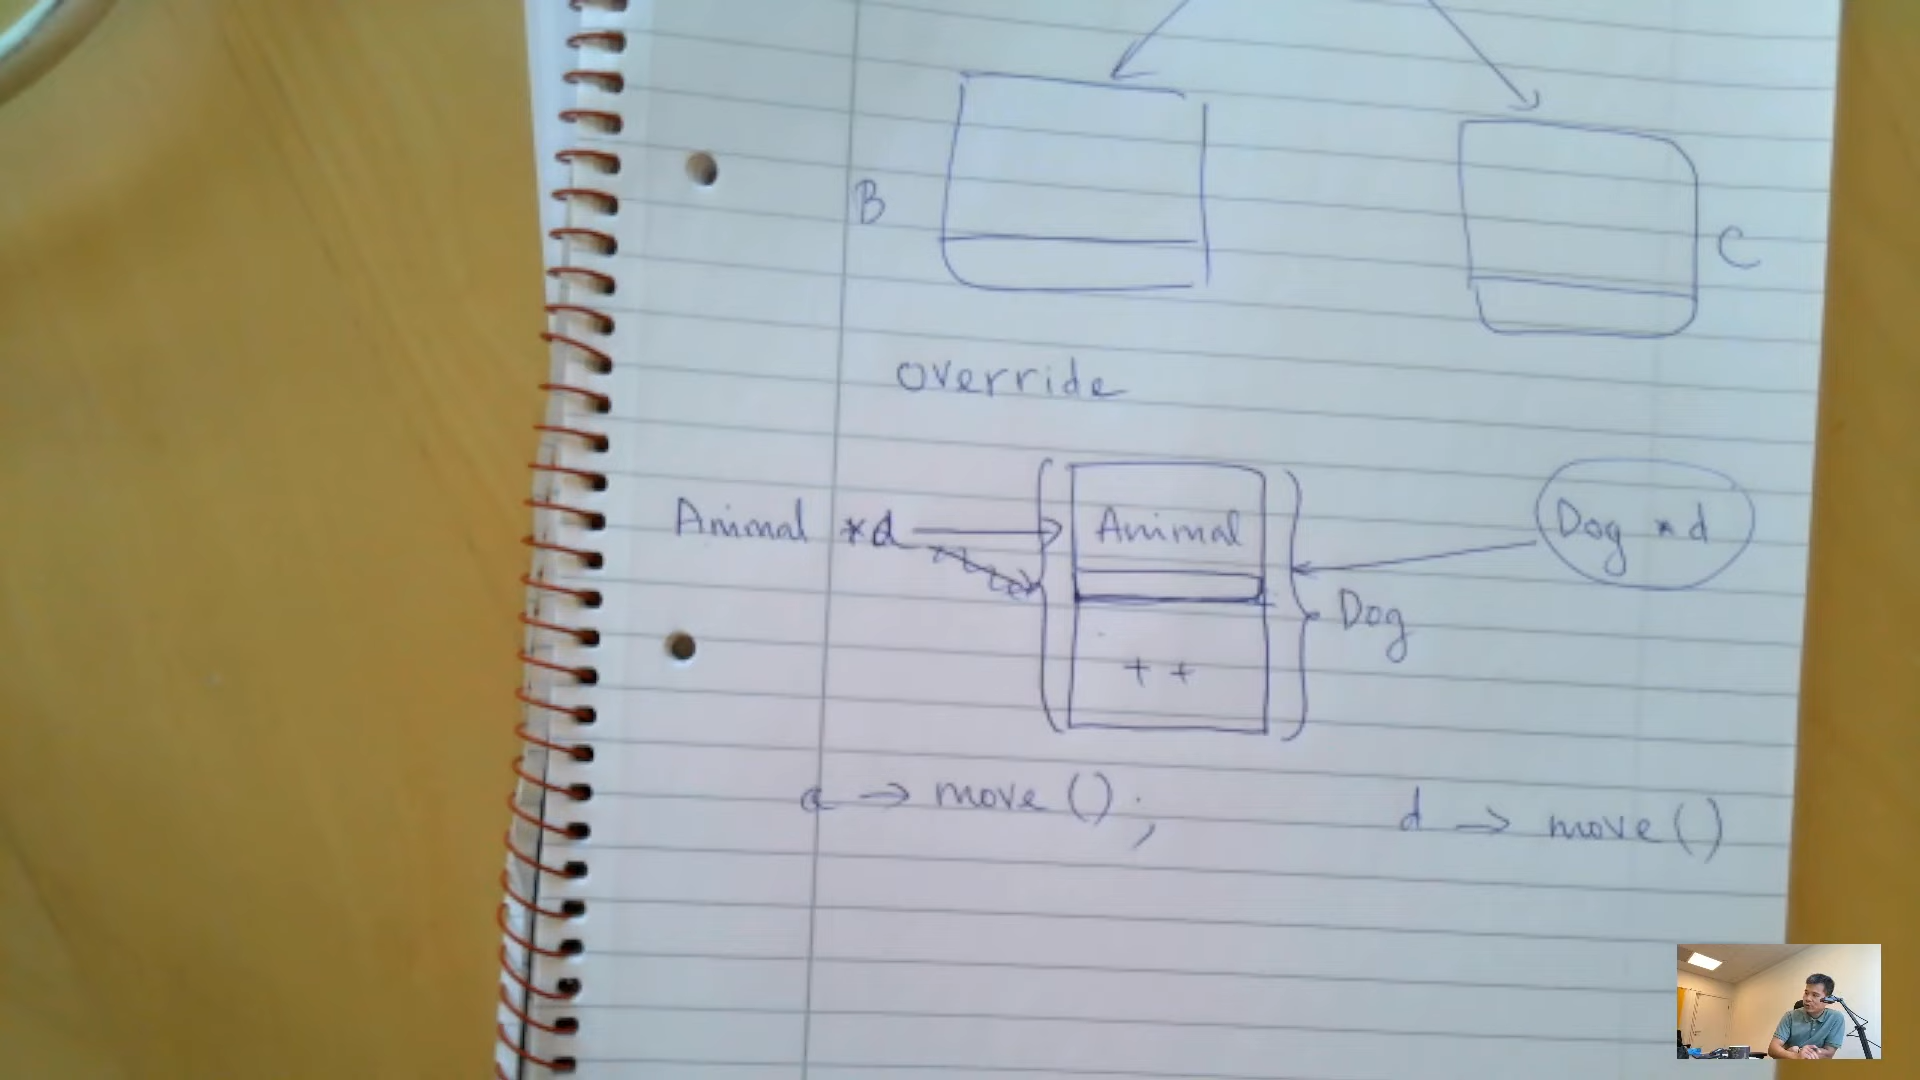 B
C
override
Animal *d
Animal
Dog * d
Dog
+ +
d → move ();
d → move ()